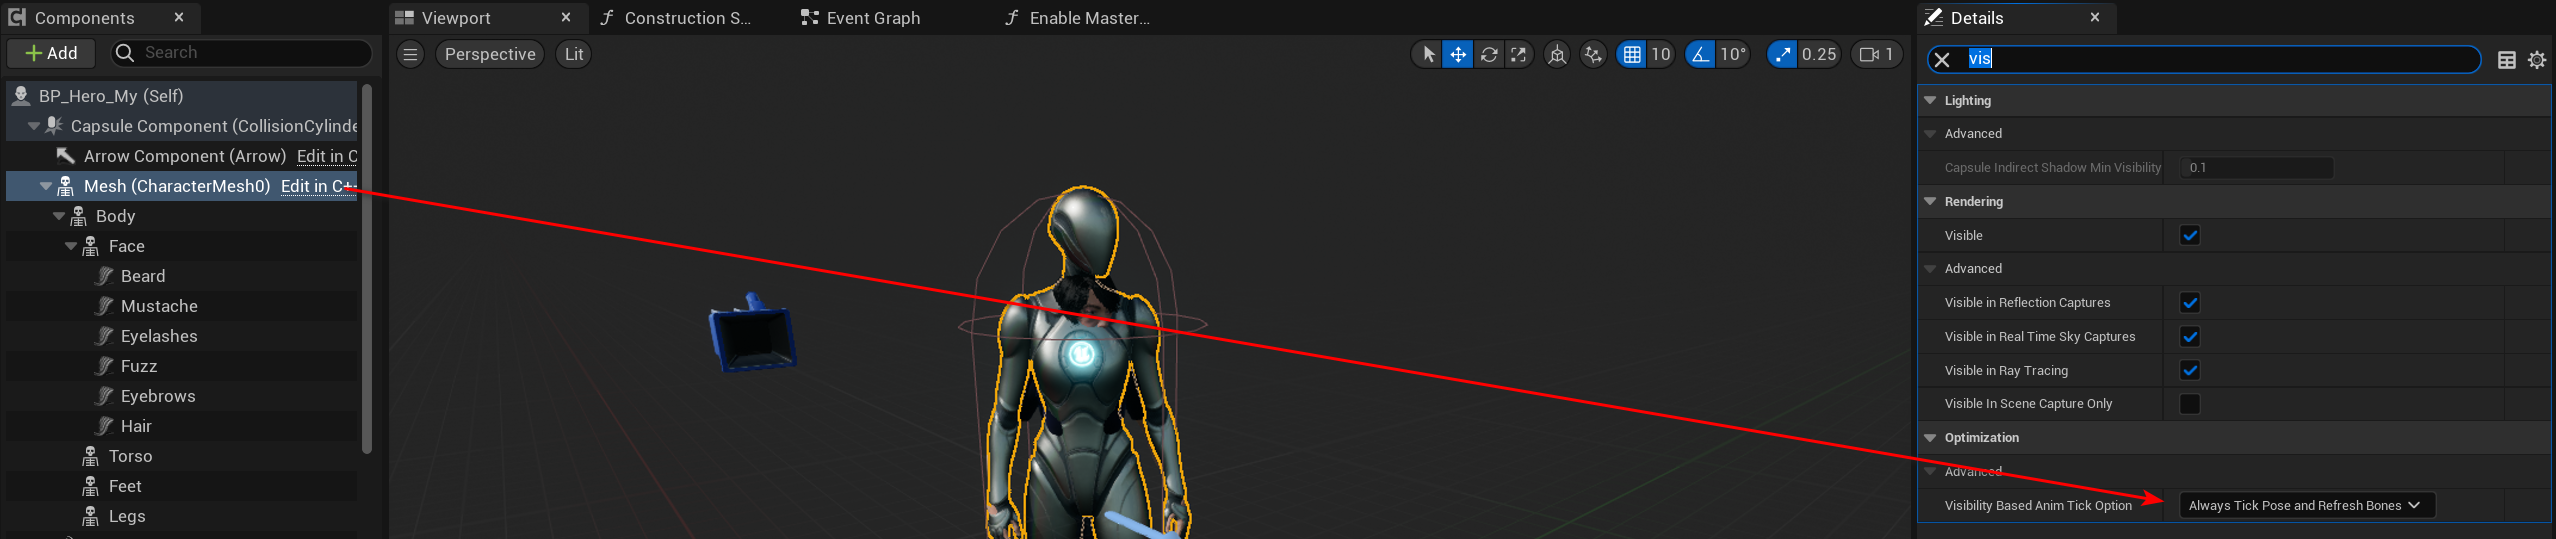 Components
Add
Search
BP_Hero_My (Self)
Capsule Component (CollisionCylinde
Arrow Component (Arrow) Edit in C
Mesh (CharacterMesh0) Edit in C+
Body
Face
Beard
Mustache
Eyelashes
Fuzz
Eyebrows
Hair
Torso
Feet
Legs
Viewport
Construction S...
Event Graph
Enable Master...
Perspective
Lit
10
10°
0.25
1
Details
vis
Lighting
Advanced
Capsule Indirect Shadow Min Visibility 0.1
Rendering
Visible
Advanced
Visible in Reflection Captures
Visible in Real Time Sky Captures
Visible in Ray Tracing
Visible In Scene Capture Only
Optimization
Advanced
Visibility Based Anim Tick Option Always Tick Pose and Refresh Bones